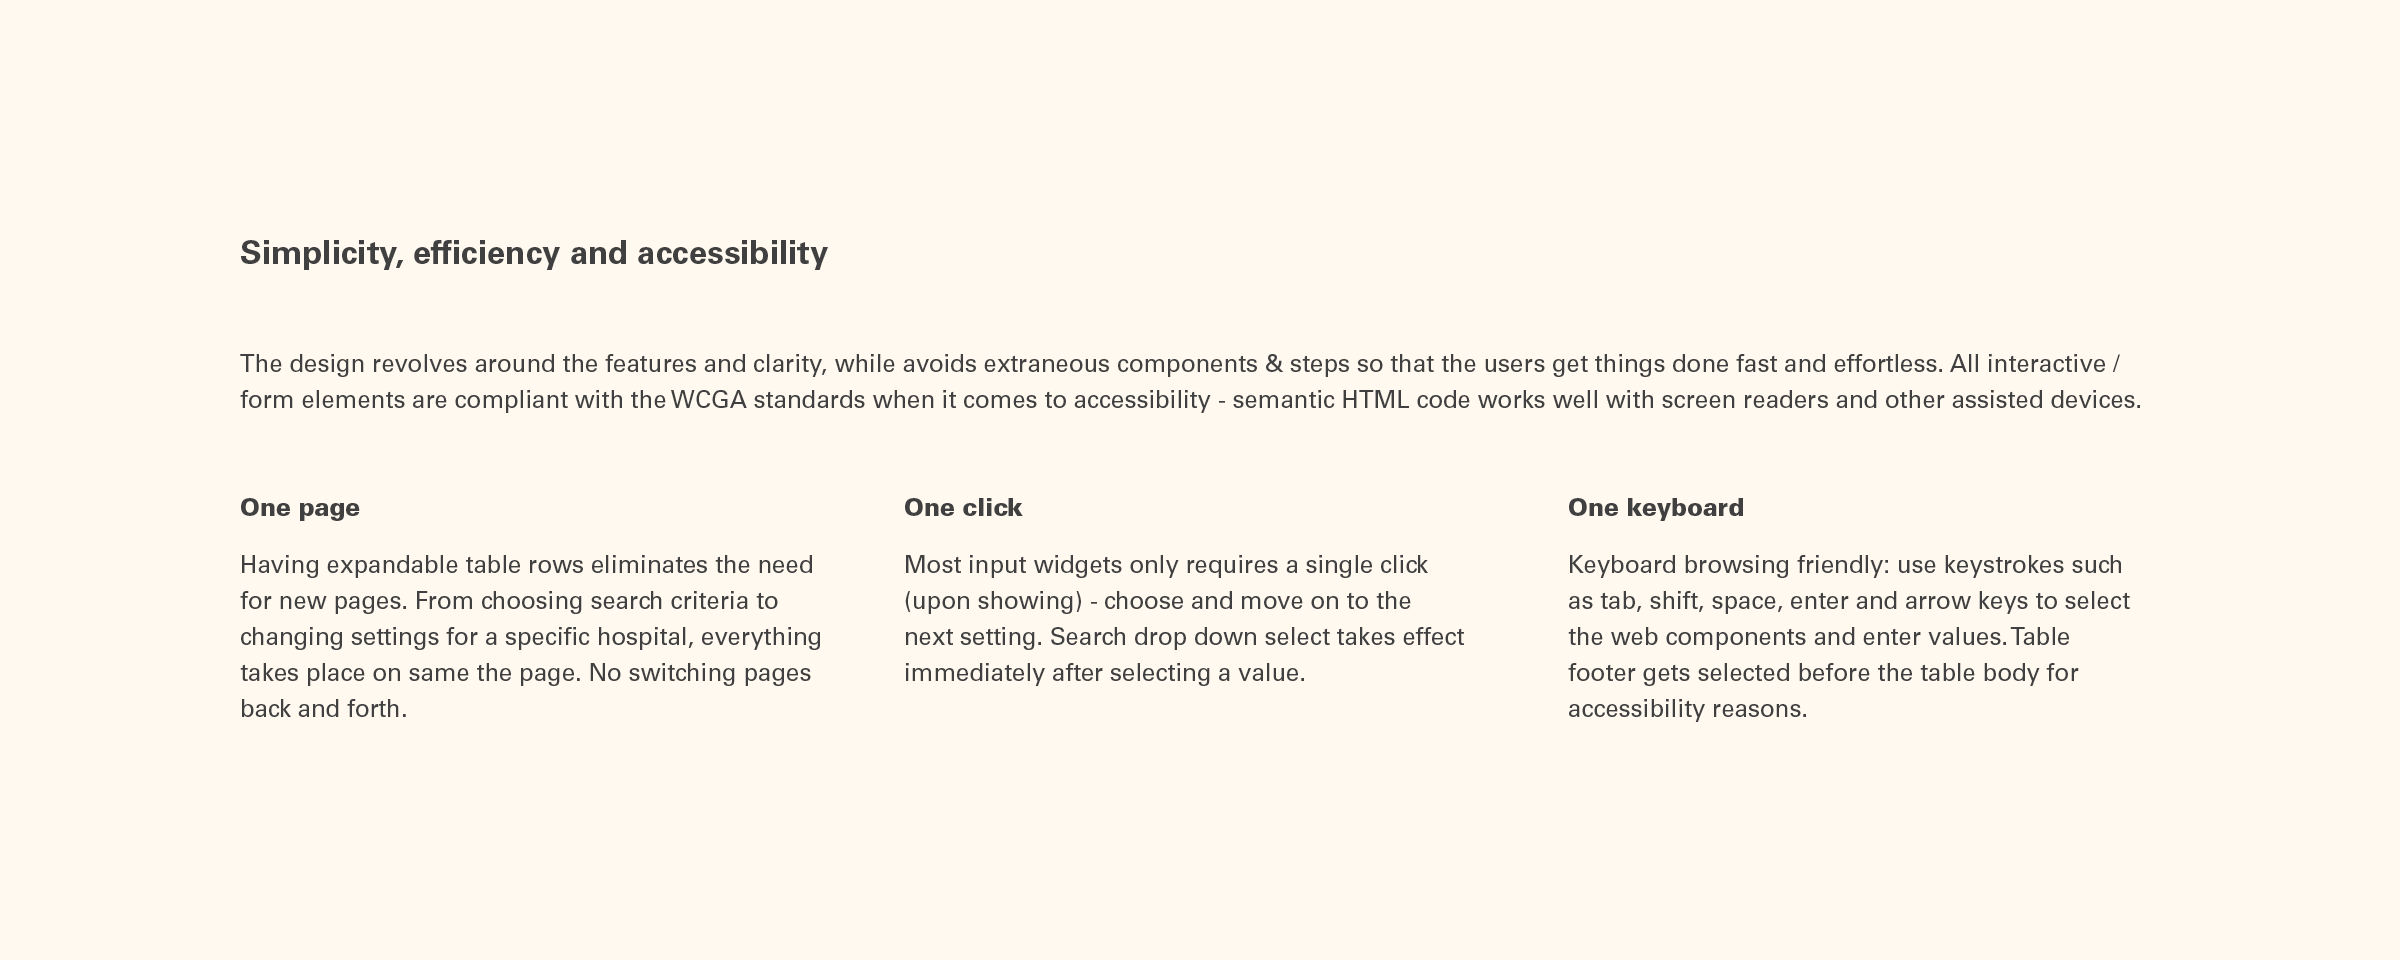 Simplicity, efficiency and accessibility
The design revolves around the features and clarity, while avoids extraneous components & steps so that the users get things done fast and effortless. All interactive /
form elements are compliant with the WCGA standards when it comes to accessibility - semantic HTML code works well with screen readers and other assisted devices.
One page
Having expandable table rows eliminates the need
for new pages. From choosing search criteria to
changing settings for a specific hospital, everything
takes place on same the page. No switching pages
back and forth.
One click
Most input widgets only requires a single click
(upon showing) - choose and move on to the
next setting. Search drop down select takes effect
immediately after selecting a value.
One keyboard
Keyboard browsing friendly: use keystrokes such
as tab, shift, space, enter and arrow keys to select
the web components and enter values. Table
footer gets selected before the table body for
accessibility reasons.